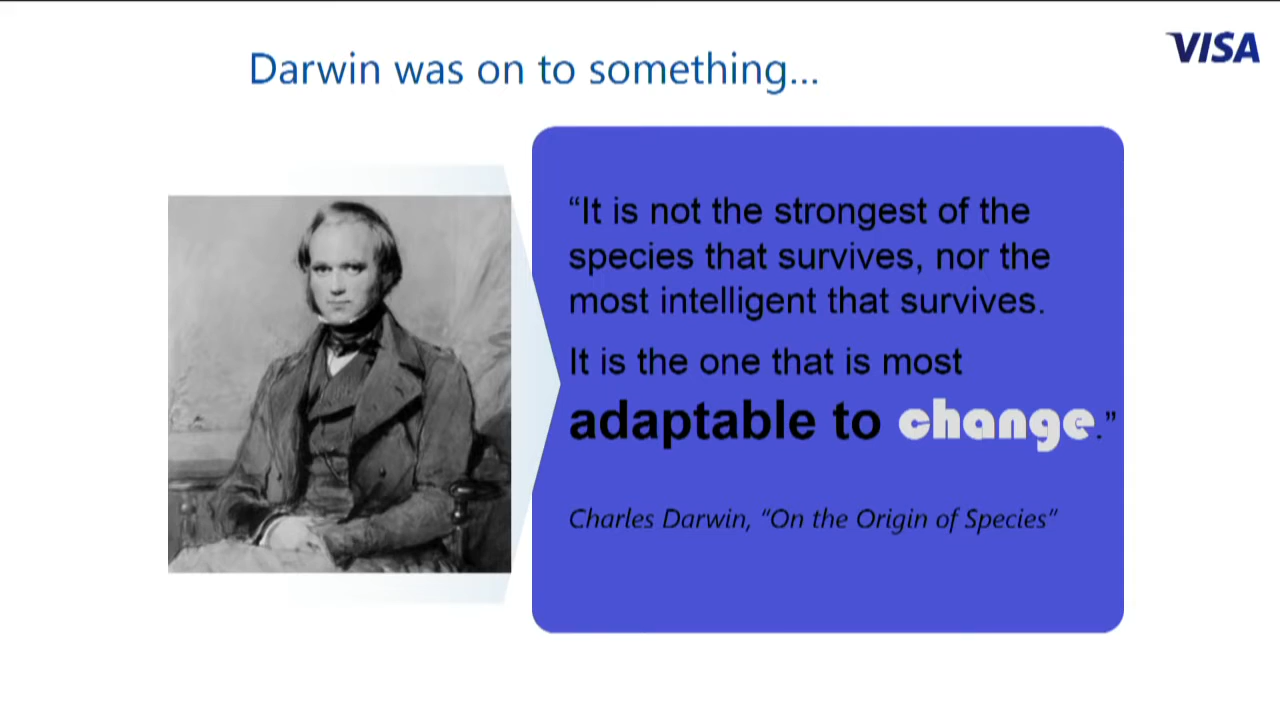 Darwin was on to something...
VISA
“It is not the strongest of the
species that survives, nor the
most intelligent that survives.
It is the one that is most
adaptable to change.”
Charles Darwin, “On the Origin of Species”